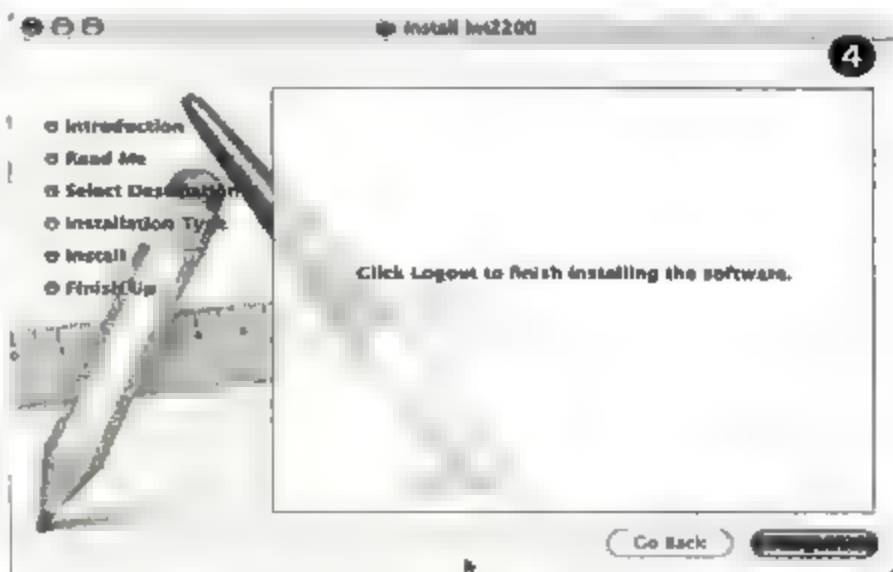 Install
4
Introduction
Read Me
Select Destination
Installation Type
Install
Finish Up
Click Logout to finish installing the software.
Go Back